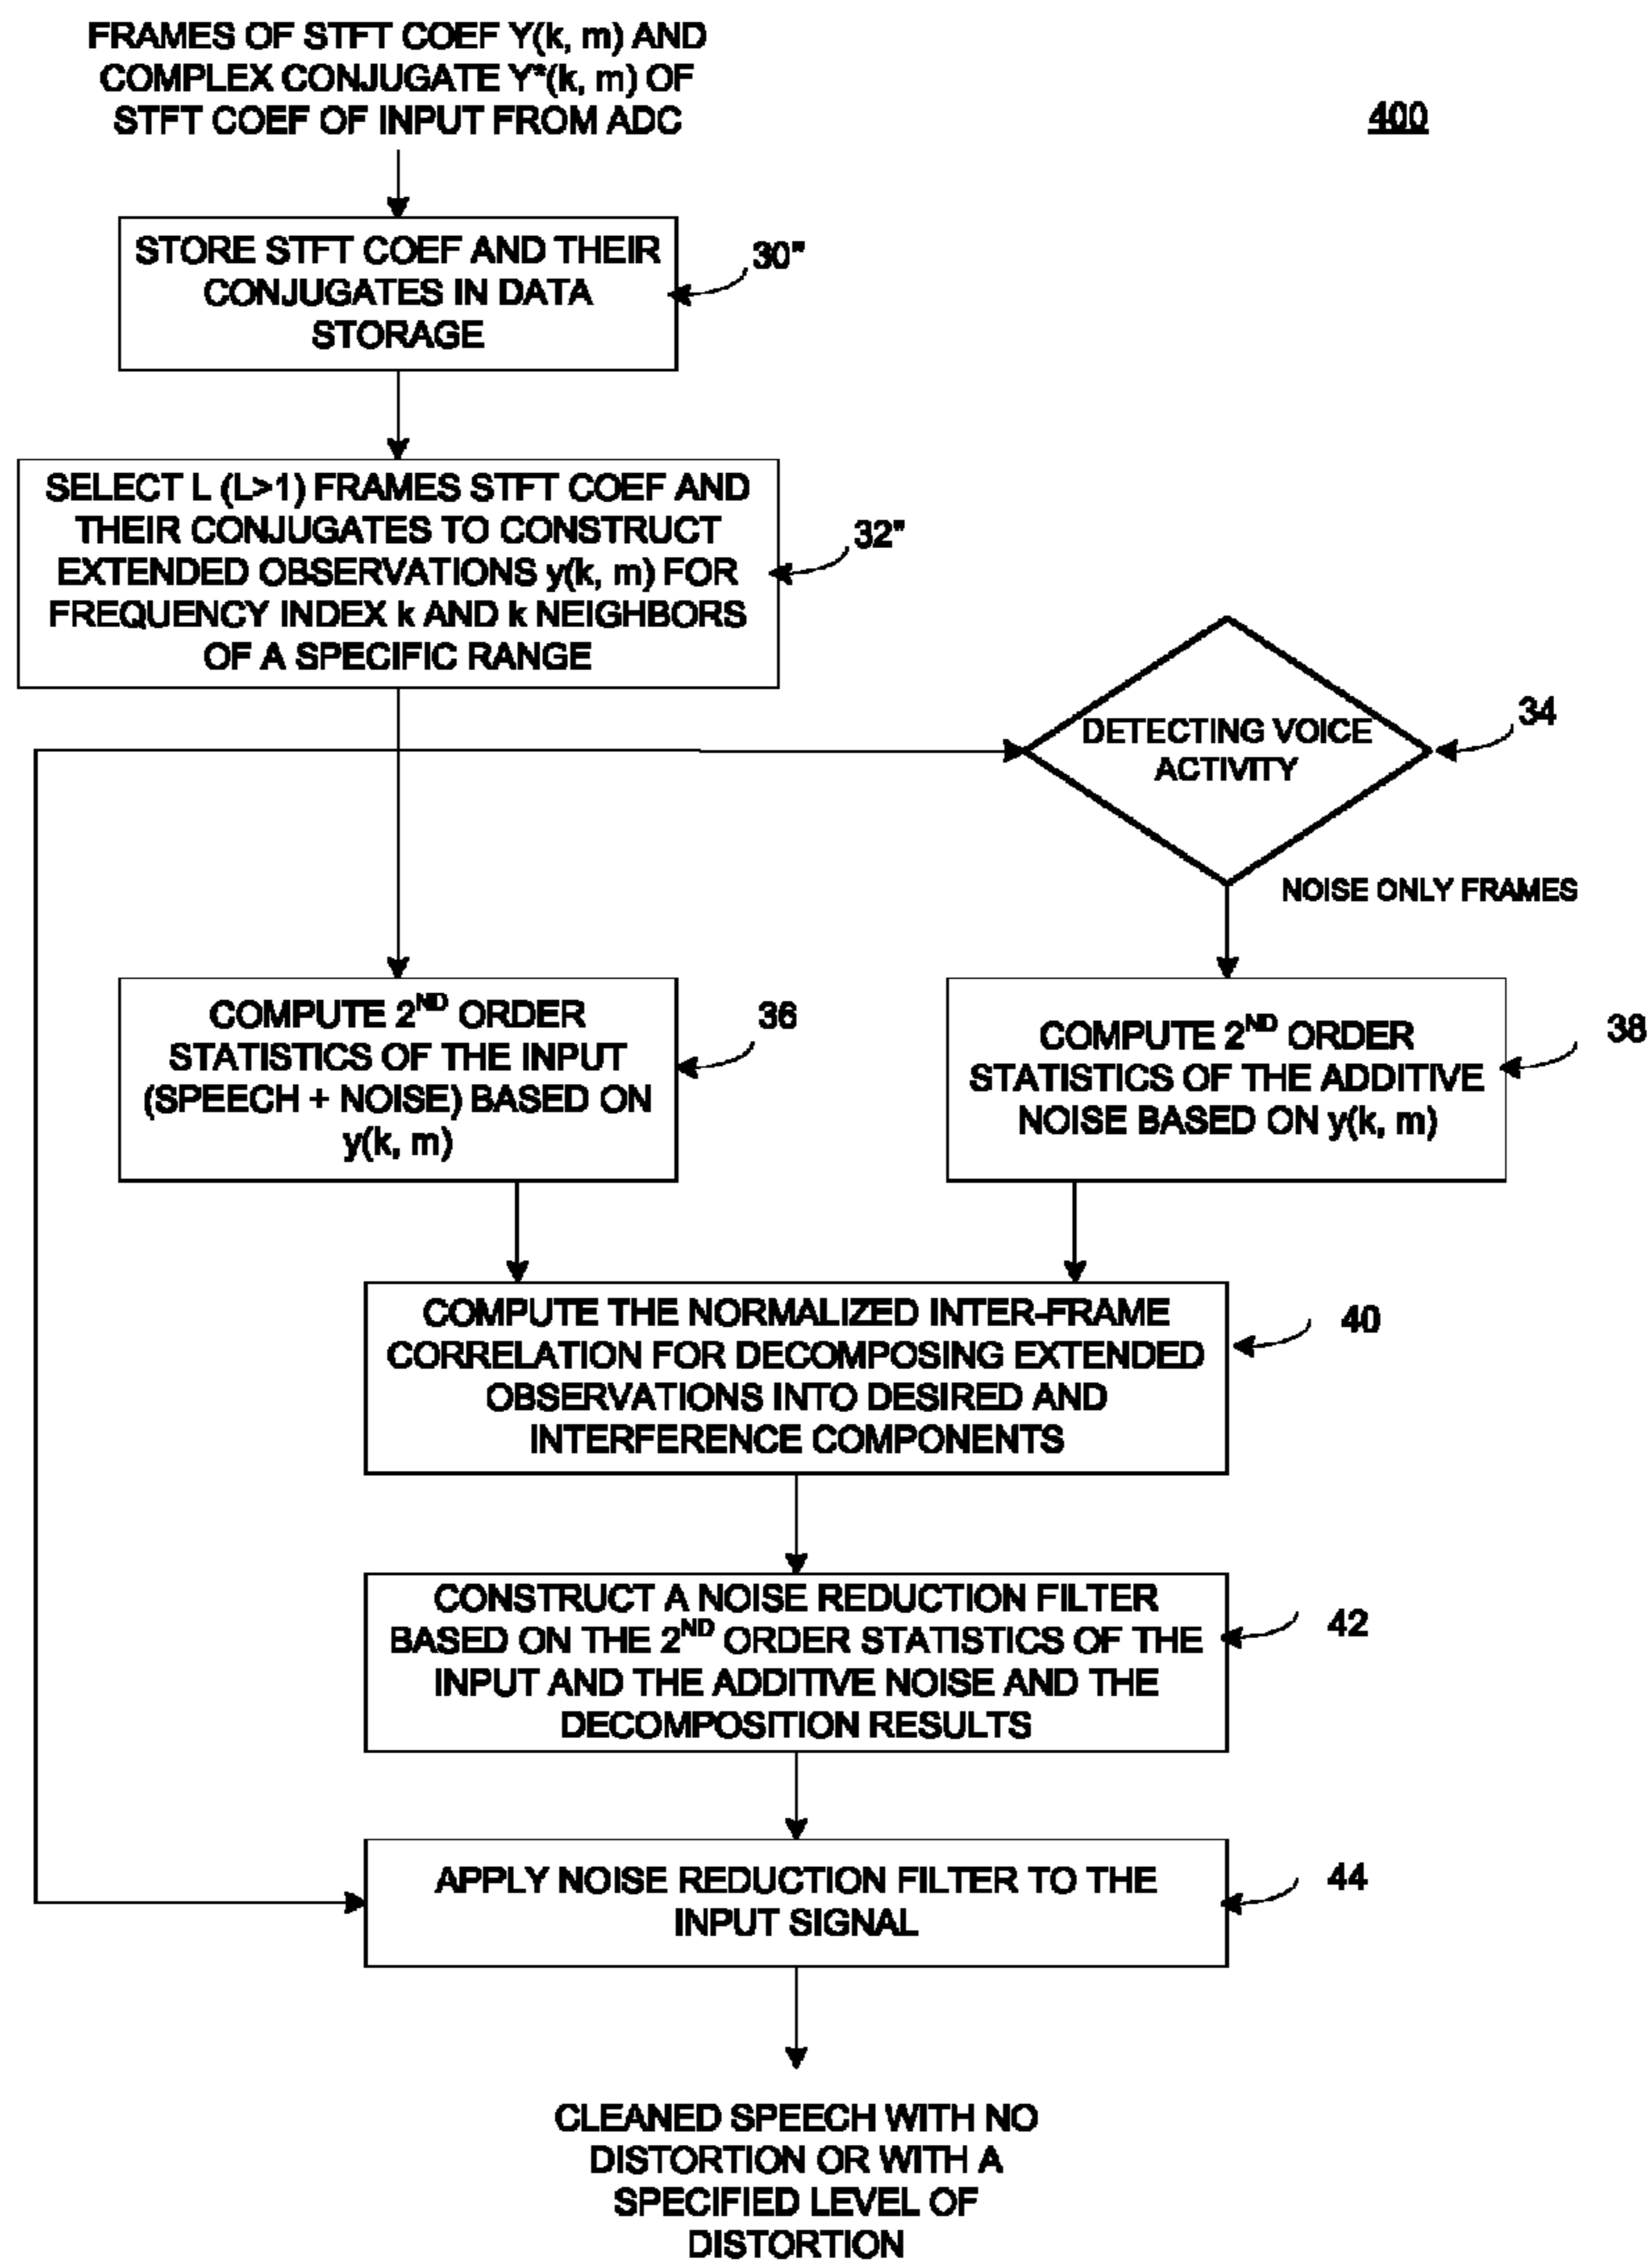 FRAMES OF STFT COEF Y(k, m) AND
COMPLEX CONJUGATE Y*(k, m) OF
STFT COEF OF INPUT FROM ADC
400
STORE STFT COEF AND THEIR
CONJUGATES IN DATA
STORAGE
30"
SELECT L (L>1) FRAMES STFT COEF AND
THEIR CONJUGATES TO CONSTRUCT
EXTENDED OBSERVATIONS y(k, m) FOR
FREQUENCY INDEX k AND k NEIGHBORS
OF A SPECIFIC RANGE
32"
DETECTING VOICE
ACTIVITY
34
NOISE ONLY FRAMES
COMPUTE 2ND ORDER
STATISTICS OF THE INPUT
(SPEECH + NOISE) BASED ON
y(k, m)
36
COMPUTE 2ND ORDER
STATISTICS OF THE ADDITIVE
NOISE BASED ON y(k, m)
38
COMPUTE THE NORMALIZED INTER-FRAME
CORRELATION FOR DECOMPOSING EXTENDED
OBSERVATIONS INTO DESIRED AND
INTERFERENCE COMPONENTS
40
CONSTRUCT A NOISE REDUCTION FILTER
BASED ON THE 2ND ORDER STATISTICS OF THE
INPUT AND THE ADDITIVE NOISE AND THE
DECOMPOSITION RESULTS
42
APPLY NOISE REDUCTION FILTER TO THE
INPUT SIGNAL
44
CLEANED SPEECH WITH NO
DISTORTION OR WITH A
SPECIFIED LEVEL OF
DISTORTION